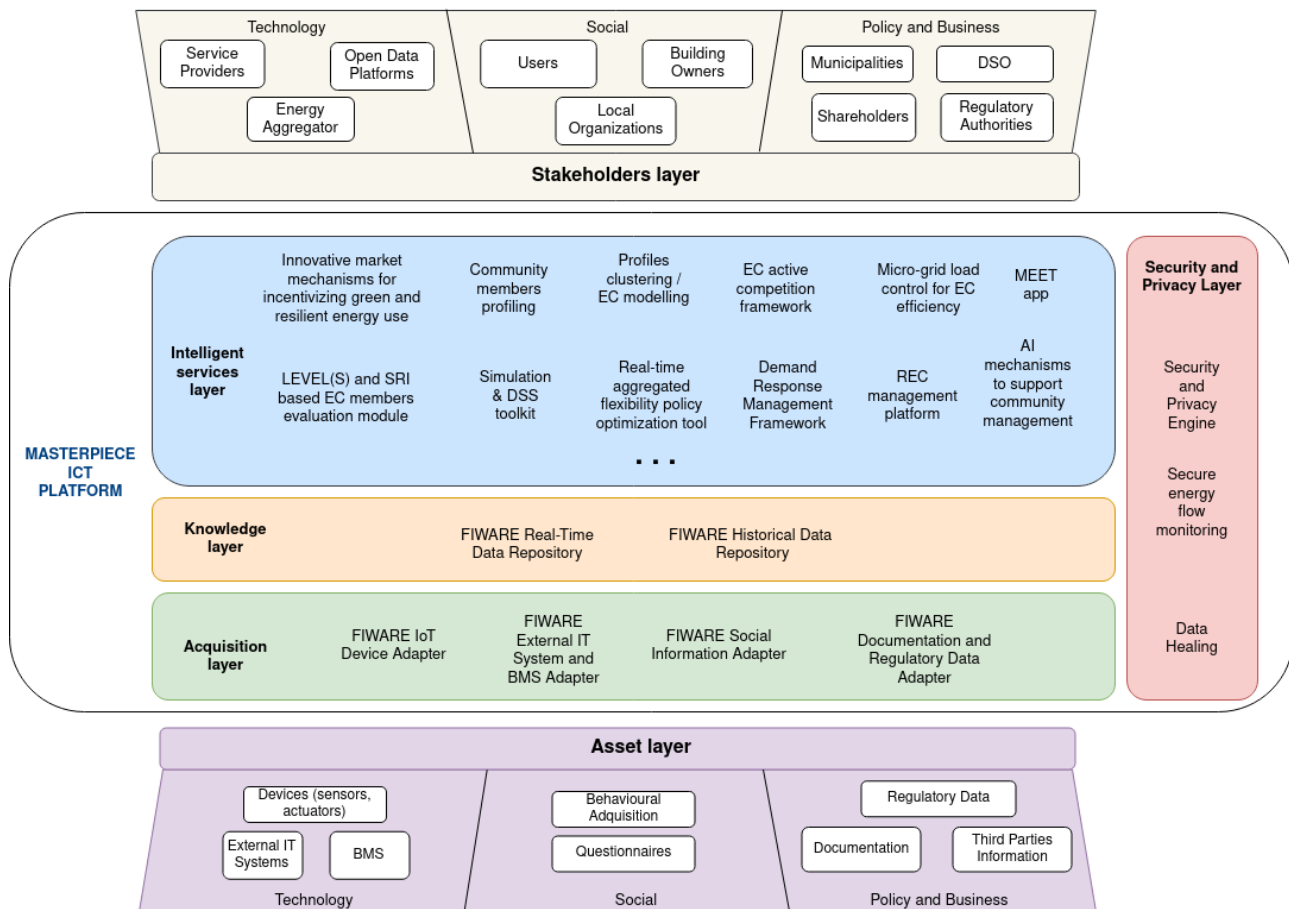 Technology
Service
Providers
Open Data
Platforms
Energy
Aggregator
Social
Users
Building
Owners
Local
Organizations
Policy and Business
Municipalities
DSO
Shareholders
Regulatory
Authorities
Stakeholders layer
MASTERPIECE
ICT
PLATFORM
Intelligent
services
layer
Innovative market
mechanisms for
incentivizing green and
resilient energy use
Community
members
profiling
Profiles
clustering /
EC modelling
EC active
competition
framework
Micro-grid load
control for EC
efficiency
MEET
app
LEVEL(S) and SRI
based EC members
evaluation module
Simulation
& DSS
toolkit
Real-time
aggregated
flexibility policy
optimization tool
Demand
Response
Management
Framework
REC
management
platform
AI
mechanisms
to support
community
management
. . .
Knowledge
layer
FIWARE Real-Time
Data Repository
FIWARE Historical Data
Repository
Acquisition
layer
FIWARE IoT
Device Adapter
FIWARE
External IT
System and
BMS Adapter
FIWARE Social
Information Adapter
FIWARE
Documentation and
Regulatory Data
Adapter
Security and
Privacy Layer
Security
and
Privacy
Engine
Secure
energy
flow
monitoring
Data
Healing
Asset layer
Devices (sensors,
actuators)
External IT
Systems
BMS
Technology
Behavioural
Adquisition
Questionnaires
Social
Regulatory Data
Documentation
Third Parties
Information
Policy and Business